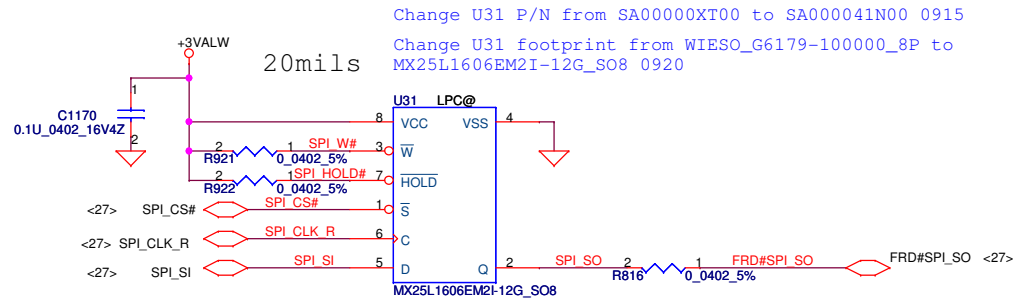 Change U31 P/N from SA00000XT00 to SA000041N00 0915
Change U31 footprint from WIESO_G6179-100000_8P to
MX25L1606EM2I-12G_SO8 0920
+3VALW
20mils
1
C1170
0.1U_0402_16V4Z
2
U31 LPC@
8 VCC VSS 4
2 1 SPI_W# 3 W
R921 0_0402_5%
2 1 SPI_HOLD# 7 HOLD
R922 0_0402_5%
<27> SPI_CS# SPI_CS# 1 S
<27> SPI_CLK_R SPI_CLK_R 6 C
<27> SPI_SI SPI_SI 5 D Q 2 SPI_SO 2 1 FRD#SPI_SO FRD#SPI_SO <27>
R816 0_0402_5%
MX25L1606EM2I-12G_SO8